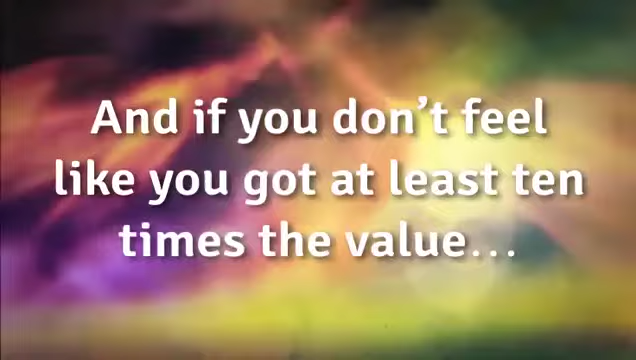 And if you don’t feel
like you got at least ten
times the value…